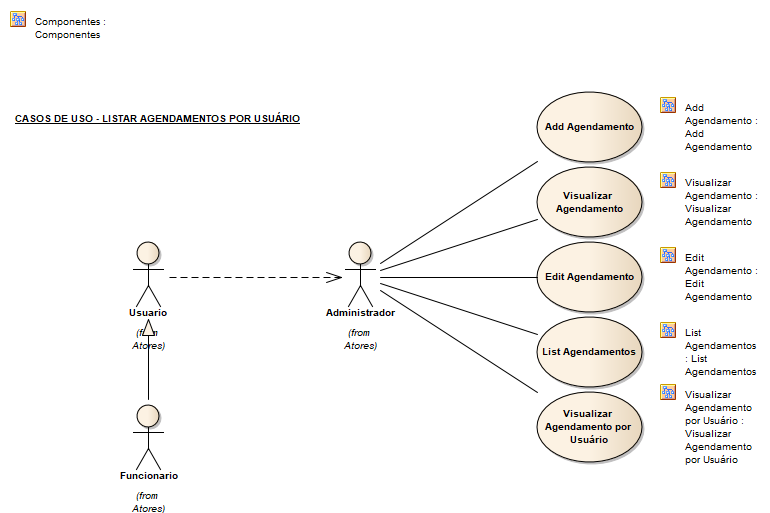 Componentes :
Componentes
CASOS DE USO - LISTAR AGENDAMENTOS POR USUÁRIO
Add Agendamento
Add
Agendamento :
Add
Agendamento
Visualizar
Agendamento
Visualizar
Agendamento :
Visualizar
Agendamento
Edit Agendamento
Edit
Agendamento :
Edit
Agendamento
Usuario
(from
Atores)
Administrador
(from
Atores)
List Agendamentos
List
Agendamentos
: List
Agendamentos
Visualizar
Agendamento por
Usuário
Visualizar
Agendamento
por Usuário :
Visualizar
Agendamento
por Usuário
Funcionario
(from
Atores)